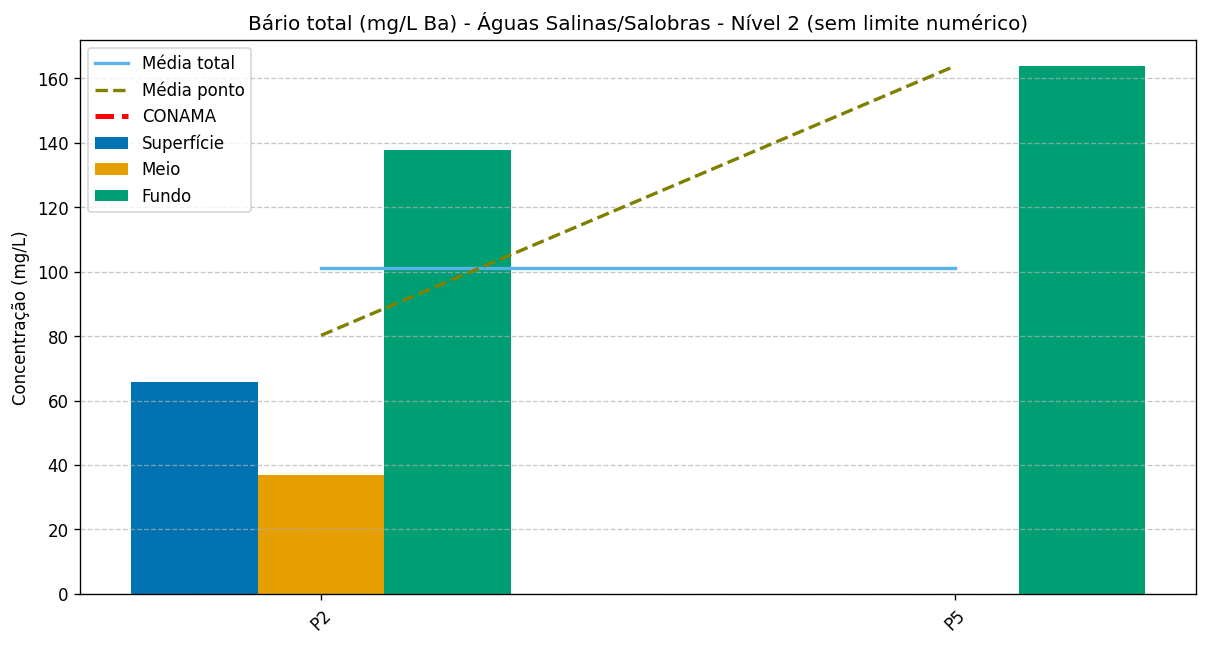 Bário total (mg/L Ba) - Águas Salinas/Salobras - Nível 2 (sem limite numérico)
Média total
Média ponto
CONAMA
Superfície
Meio
Fundo
Concentração (mg/L)
160
140
120
100
80
60
40
20
0
P2
P5